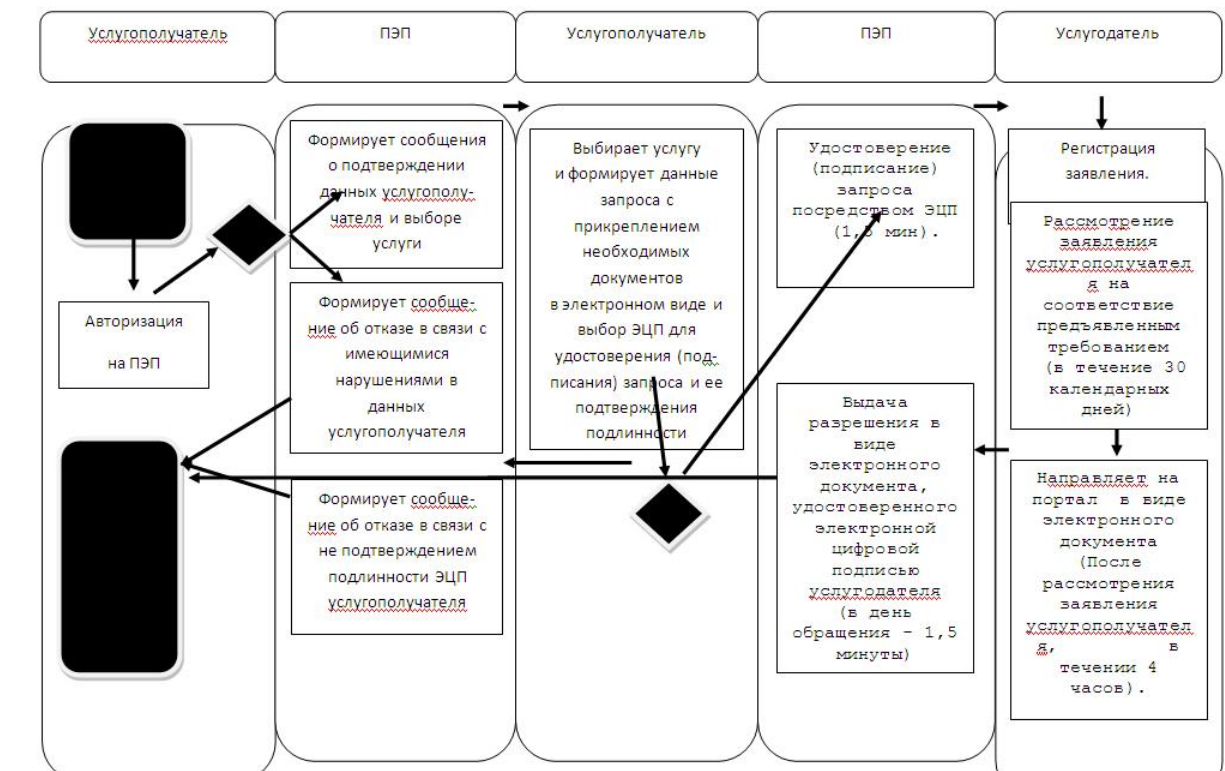 Услугополучатель
ПЭП
Услугополучатель
ПЭП
Услугодатель
Авторизация
на ПЭП
Формирует сообщения
о подтверждении
данных услугополу-
чателя и выборе
услуги
Формирует сообще-
ние об отказе в связи с
имеющимися
нарушениями в
данных
услугополучателя
Формирует сообще-
ние об отказе в связи с
не подтверждением
подлинности ЭЦП
услугополучателя
Выбирает услугу
и формирует данные
запроса с
прикреплением
необходимых
документов
в электронном виде и
выбор ЭЦП для
удостоверения (под-
писания) запроса и ее
подтверждения
подлинности
Удостоверение
(подписание)
запроса
посредством ЭЦП
(1,5 мин).
Выдача
разрешения в
виде
электронного
документа,
удостоверенного
электронной
цифровой
подписью
услугодателя
(в день
обращения – 1,5
минуты)
Регистрация
заявления.
Рассмотрение
заявления
услугополучател
я на
соответствие
предъявленным
требованием
(в течение 30
календарных
дней)
Направляет на
портал в виде
электронного
документа
(После
рассмотрения
заявления
услугополучател
я, в
течении 4
часов).